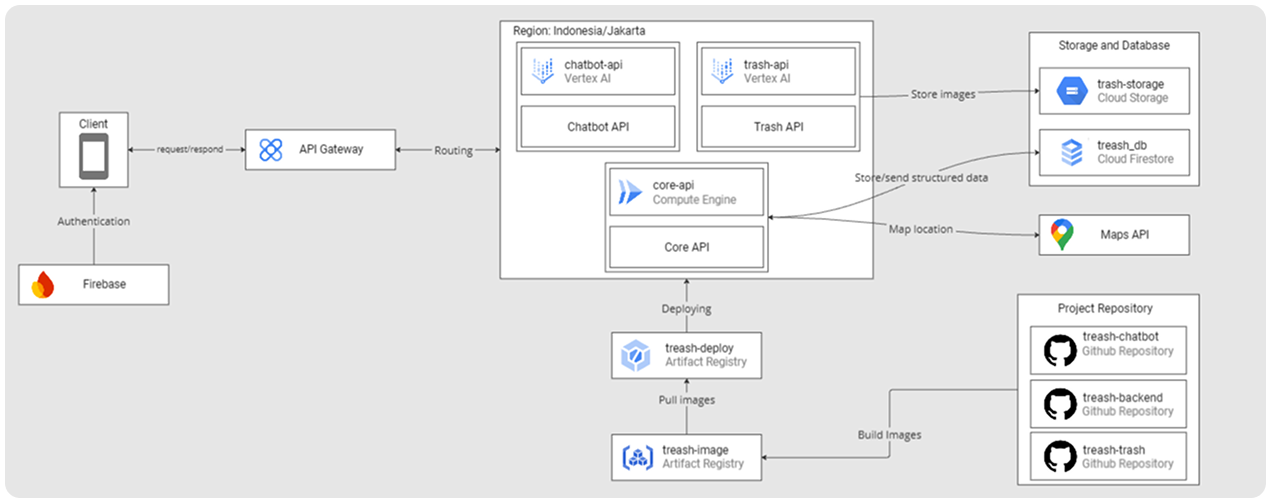 Region: Indonesia/Jakarta
chatbot-api
Vertex AI
Chatbot API
trash-api
Vertex AI
Trash API
core-api
Compute Engine
Core API
Client
request/respond
API Gateway
Routing
Authentication
Firebase
Store images
Store/send structured data
Map location
Storage and Database
trash-storage
Cloud Storage
treash_db
Cloud Firestore
Maps API
Deploying
treash-deploy
Artifact Registry
Pull images
treash-image
Artifact Registry
Build Images
Project Repository
treash-chatbot
Github Repository
treash-backend
Github Repository
treash-trash
Github Repository